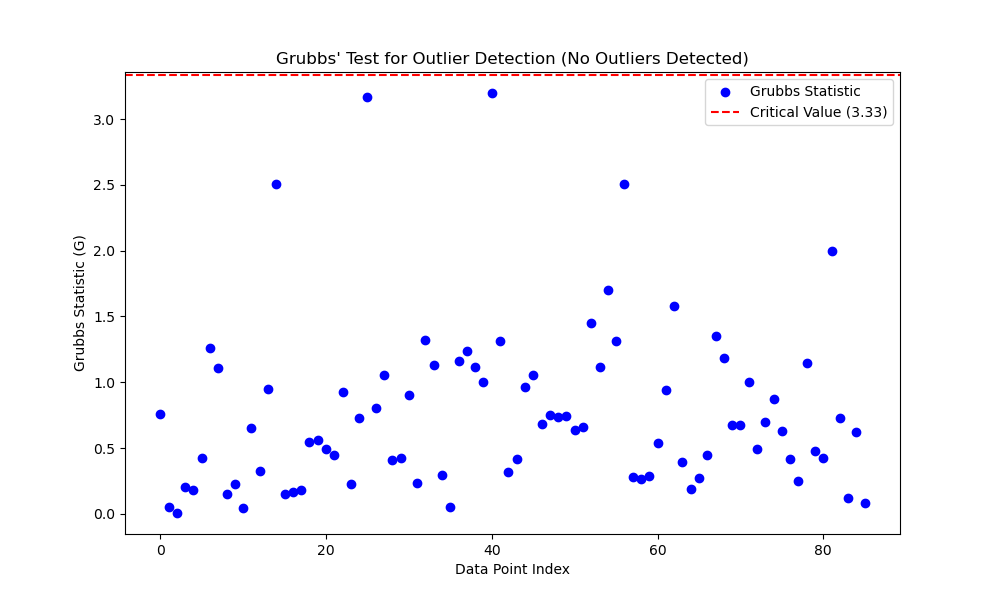 Grubbs' Test for Outlier Detection (No Outliers Detected)
Grubbs Statistic
Critical Value (3.33)
Grubbs Statistic (G)
3.0
2.5
2.0
1.5
1.0
0.5
0.0
0 20 40 60 80
Data Point Index